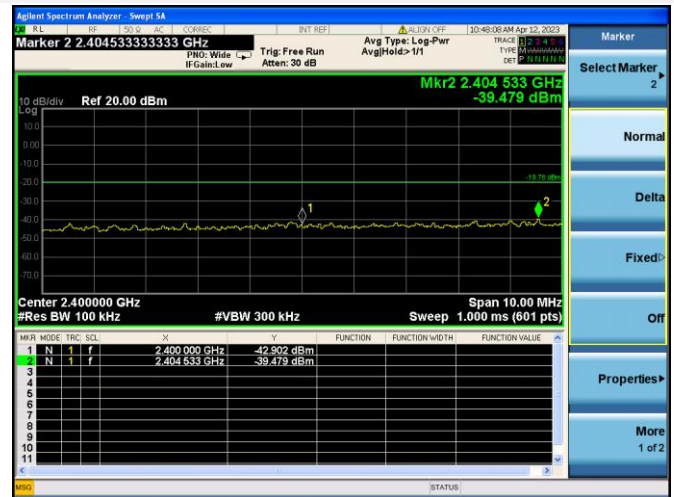 Agilent Spectrum Analyzer - Swept SA
RL RF 50 Ω AC CORREC INT REF ALIGN OFF 10:48:08 AM Apr 12, 2023
Marker 2 2.404533333333 GHz
PNO: Wide
IFGain:Low
Trig: Free Run
Atten: 30 dB
Avg Type: Log-Pwr
Avg|Hold:> 1/1
TRACE 1 2 3 4 5 6
TYPE M
DET P N N N N N
Mkr2 2.404 533 GHz
-39.479 dBm
10 dB/div Ref 20.00 dBm
Log
10.0
0.00
-10.0
-19.78 dBm
-20.0
-30.0
-40.0
-50.0
-60.0
-70.0
1
2
Center 2.400000 GHz Span 10.00 MHz
#Res BW 100 kHz #VBW 300 kHz Sweep 1.000 ms (601 pts)
MKR MODE TRC SCL X Y FUNCTION FUNCTION WIDTH FUNCTION VALUE
1 N 1 f 2.400 000 GHz -42.902 dBm
2 N 1 f 2.404 533 GHz -39.479 dBm
3
4
5
6
7
8
9
10
11
MSG STATUS
Marker
Select Marker
2
Normal
Delta
Fixed
Off
Properties
More
1 of 2